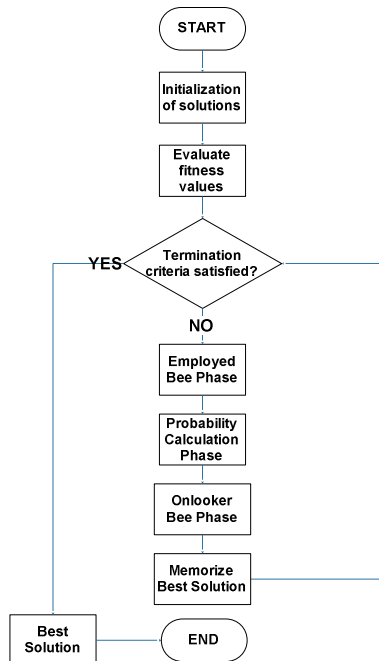 START
Initialization
of solutions
Evaluate
fitness
values
Termination
criteria satisfied?
YES
NO
Employed
Bee Phase
Probability
Calculation
Phase
Onlooker
Bee Phase
Memorize
Best Solution
Best
Solution
END